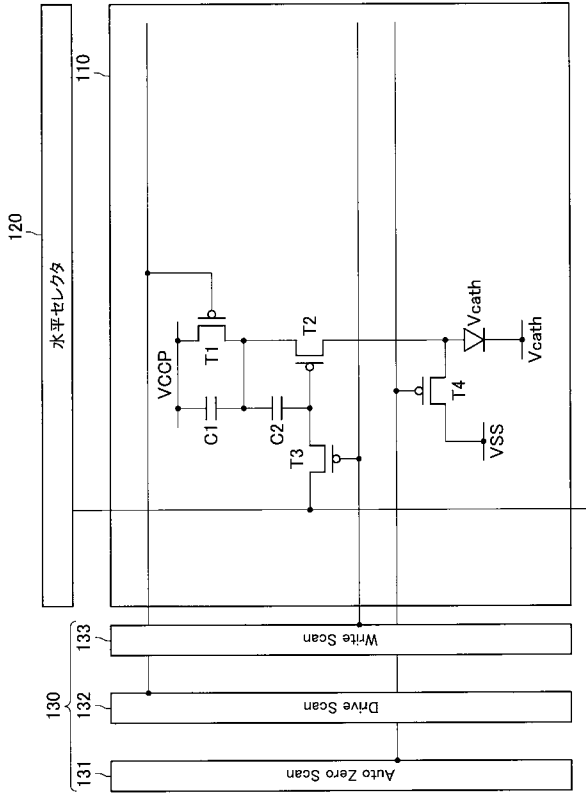 120
水平セレクタ
110
VCCP
C1
T1
C2
T2
T3
T4
Vcath
Vcath
VSS
130
133
Write Scan
132
Drive Scan
131
Auto Zero Scan